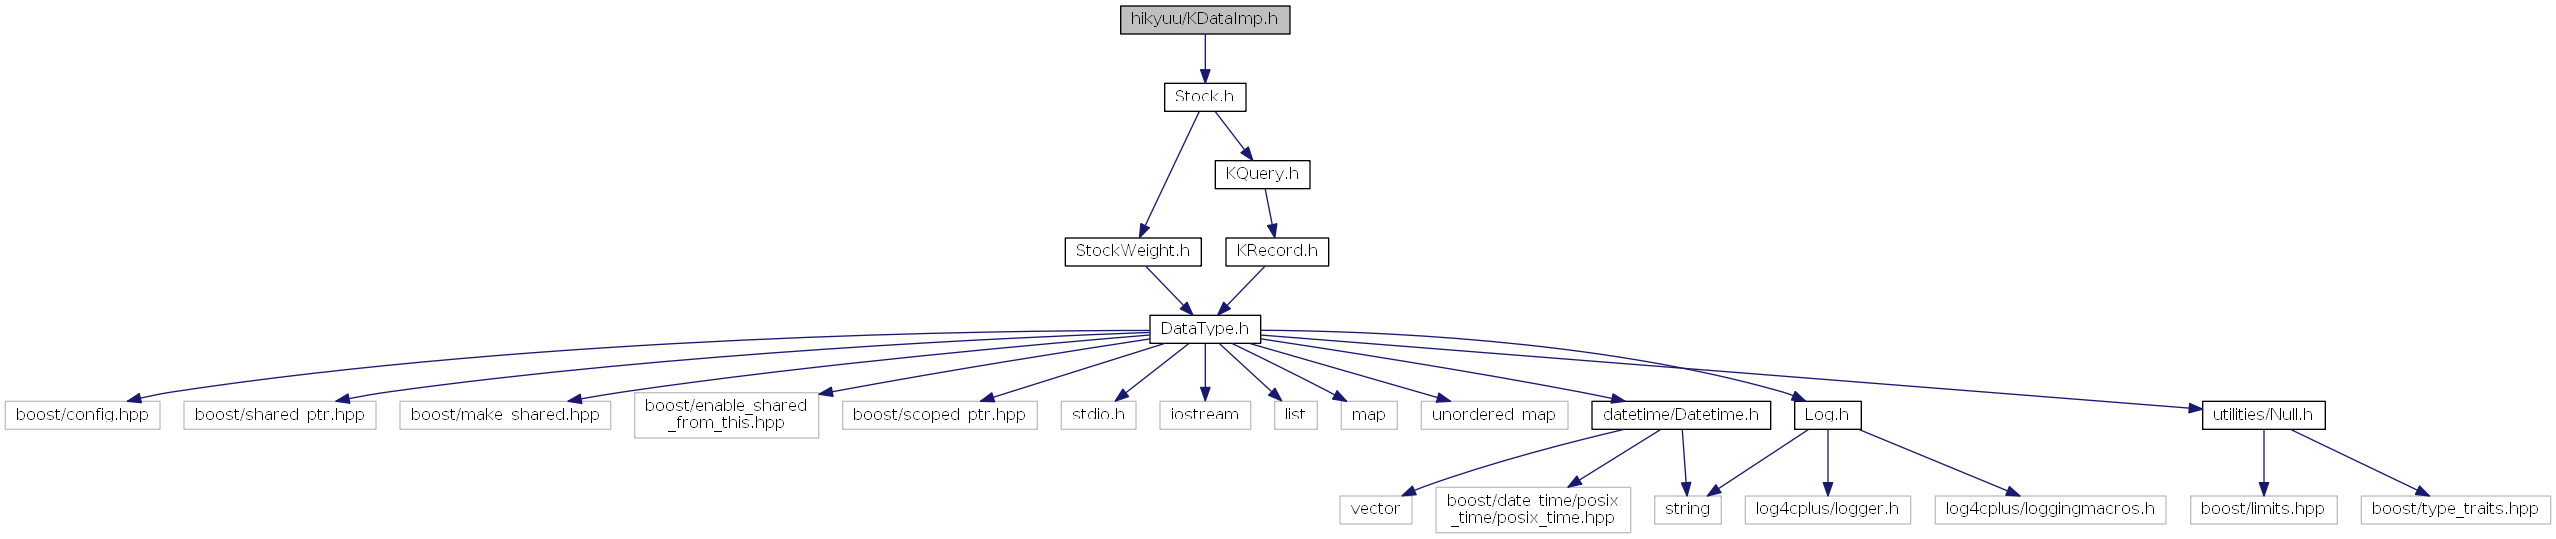 hikyuu/KDataImp.h
Stock.h
KQuery.h
StockWeight.h
KRecord.h
DataType.h
boost/config.hpp
boost/shared_ptr.hpp
boost/make_shared.hpp
boost/enable_shared
_from_this.hpp
boost/scoped_ptr.hpp
stdio.h
iostream
list
map
unordered_map
datetime/Datetime.h
Log.h
utilities/Null.h
vector
boost/date_time/posix
_time/posix_time.hpp
string
log4cplus/logger.h
log4cplus/loggingmacros.h
boost/limits.hpp
boost/type_traits.hpp